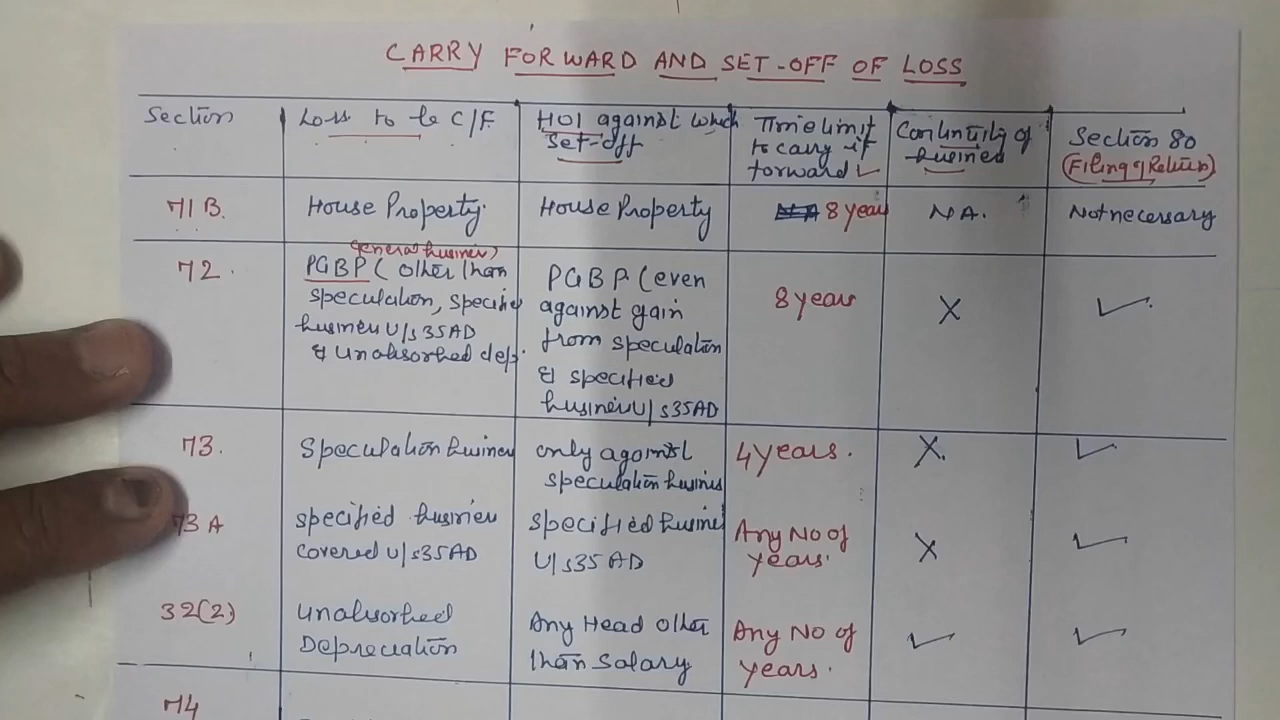 CARRY FORWARD AND SET-OFF OF LOSS
Section
Loss to be C/F.
HOI against which
Set-off
Time limit
to carry it
forward
Continuity of
business
Section 80
(Filing of Return)
71 B.
House Property.
House Property
8 year
N A.
Not necessary
72.
general business)
PGBP ( other than
speculation, specified
business U/s 35AD
& unabsorbed dep.
PGBP (even
against gain
from speculation
& specified
business U/s 35AD
8 years
X
✓
73.
Speculation business
only against
speculation business
4 years.
X.
✓
73 A
specified business
covered U/s 35AD
specified business
U/s 35 AD
Any No of
years.
X
✓
32(2)
unabsorbed
Depreciation
Any Head other
than salary
Any No of
years.
✓
✓
74